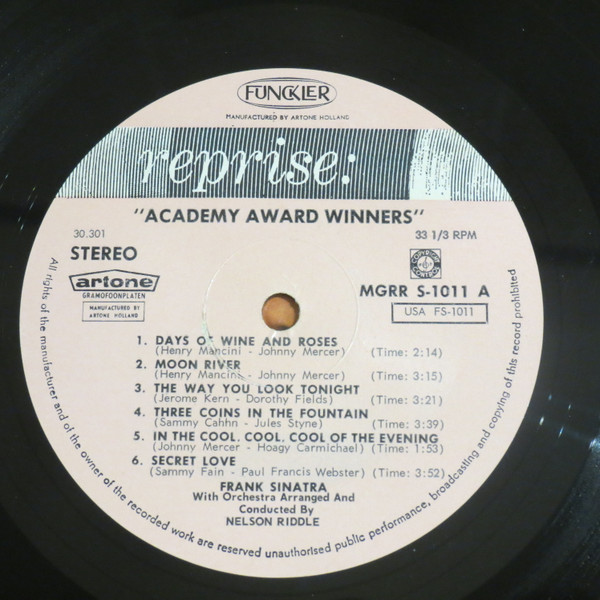 FUNCKLER
MANUFACTURED BY ARTONE HOLLAND
reprise:
"ACADEMY AWARD WINNERS"
30.301
33 1/3 RPM
STEREO
artone
GRAMOFOONPLATEN
MANUFACTURED BY
ARTONE HOLLAND
COPYRIGHT
CONTROL
MGRR S-1011 A
USA FS-1011
1. DAYS OF WINE AND ROSES
(Henry Mancini - Johnny Mercer) (Time: 2:14)
2. MOON RIVER
(Henry Mancini - Johnny Mercer) (Time: 3:15)
3. THE WAY YOU LOOK TONIGHT
(Jerome Kern - Dorothy Fields) (Time: 3:21)
4. THREE COINS IN THE FOUNTAIN
(Sammy Cahhn - Jules Styne) (Time: 3:39)
5. IN THE COOL, COOL, COOL OF THE EVENING
(Johnny Mercer - Hoagy Carmichael) (Time: 1:53)
6. SECRET LOVE
(Sammy Fain - Paul Francis Webster) (Time: 3:52)
FRANK SINATRA
With Orchestra Arranged And
Conducted By
NELSON RIDDLE
All rights of the manufacturer and of the owner of the recorded work are reserved unauthorised public performance, broadcasting and copying of this record prohibited